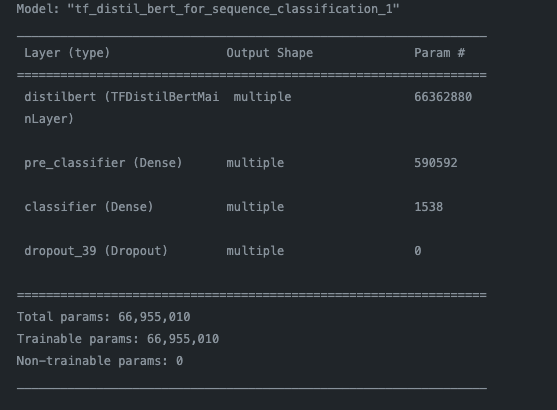 Model: "tf_distil_bert_for_sequence_classification_1"
_________________________________________________________________
Layer (type) Output Shape Param #
=================================================================
distilbert (TFDistilBertMai multiple 66362880
nLayer)
pre_classifier (Dense) multiple 590592
classifier (Dense) multiple 1538
dropout_39 (Dropout) multiple 0
=================================================================
Total params: 66,955,010
Trainable params: 66,955,010
Non-trainable params: 0
_________________________________________________________________